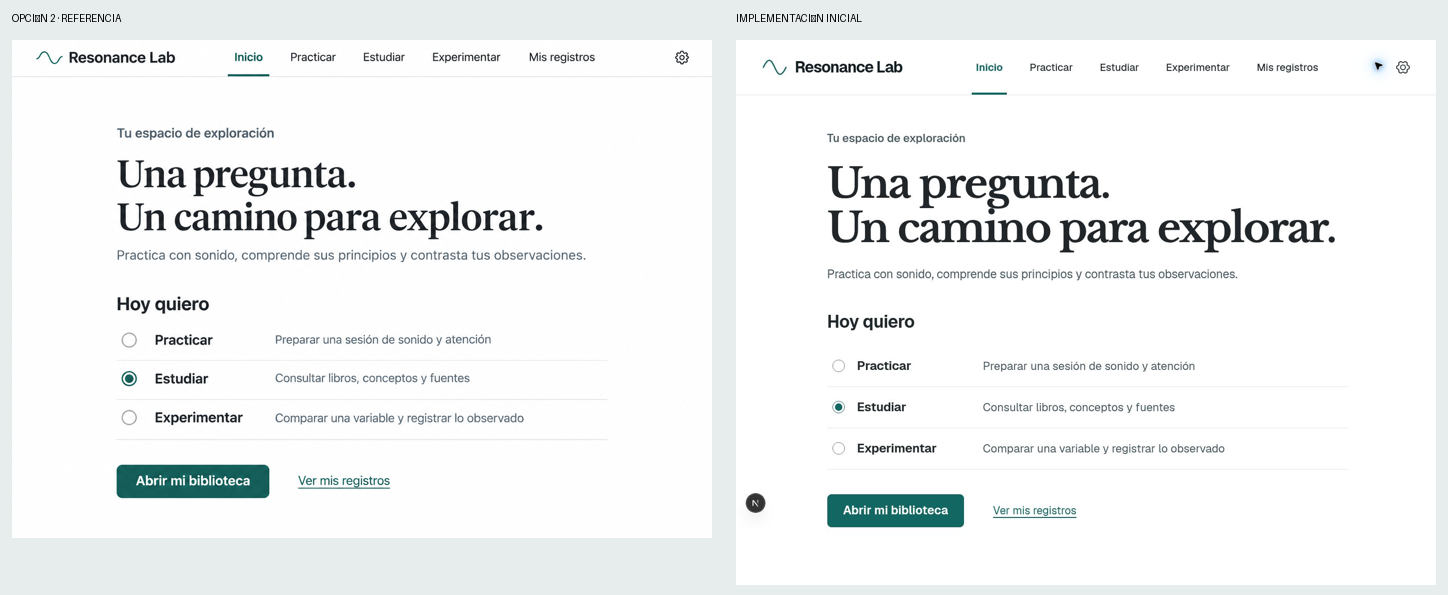 OPCIÓN 2 · REFERENCIA
Resonance Lab
Inicio Practicar Estudiar Experimentar Mis registros
Tu espacio de exploración
Una pregunta.
Un camino para explorar.
Practica con sonido, comprende sus principios y contrasta tus observaciones.
Hoy quiero
Practicar Preparar una sesión de sonido y atención
Estudiar Consultar libros, conceptos y fuentes
Experimentar Comparar una variable y registrar lo observado
Abrir mi biblioteca Ver mis registros
IMPLEMENTACIÓN INICIAL
Resonance Lab
Inicio Practicar Estudiar Experimentar Mis registros
Tu espacio de exploración
Una pregunta.
Un camino para explorar.
Practica con sonido, comprende sus principios y contrasta tus observaciones.
Hoy quiero
Practicar Preparar una sesión de sonido y atención
Estudiar Consultar libros, conceptos y fuentes
Experimentar Comparar una variable y registrar lo observado
N
Abrir mi biblioteca Ver mis registros